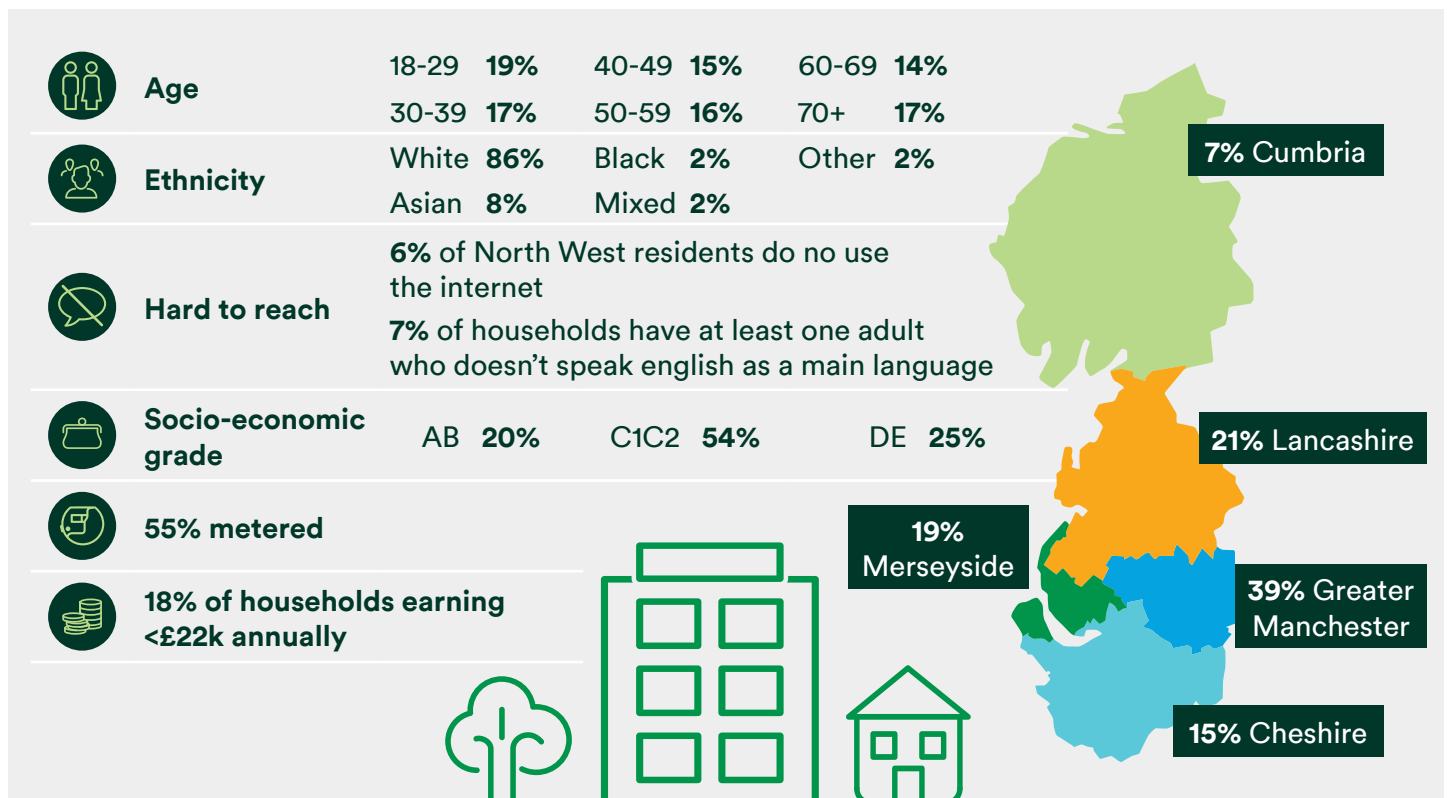 Age
18-29 19% 40-49 15% 60-69 14%
30-39 17% 50-59 16% 70+ 17%
Ethnicity
White 86% Black 2% Other 2%
Asian 8% Mixed 2%
Hard to reach
6% of North West residents do no use
the internet
7% of households have at least one adult
who doesn't speak english as a main language
Socio-economic
grade
AB 20% C1C2 54% DE 25%
55% metered
18% of households earning
<£22k annually
7% Cumbria
21% Lancashire
19%
Merseyside
39% Greater
Manchester
15% Cheshire